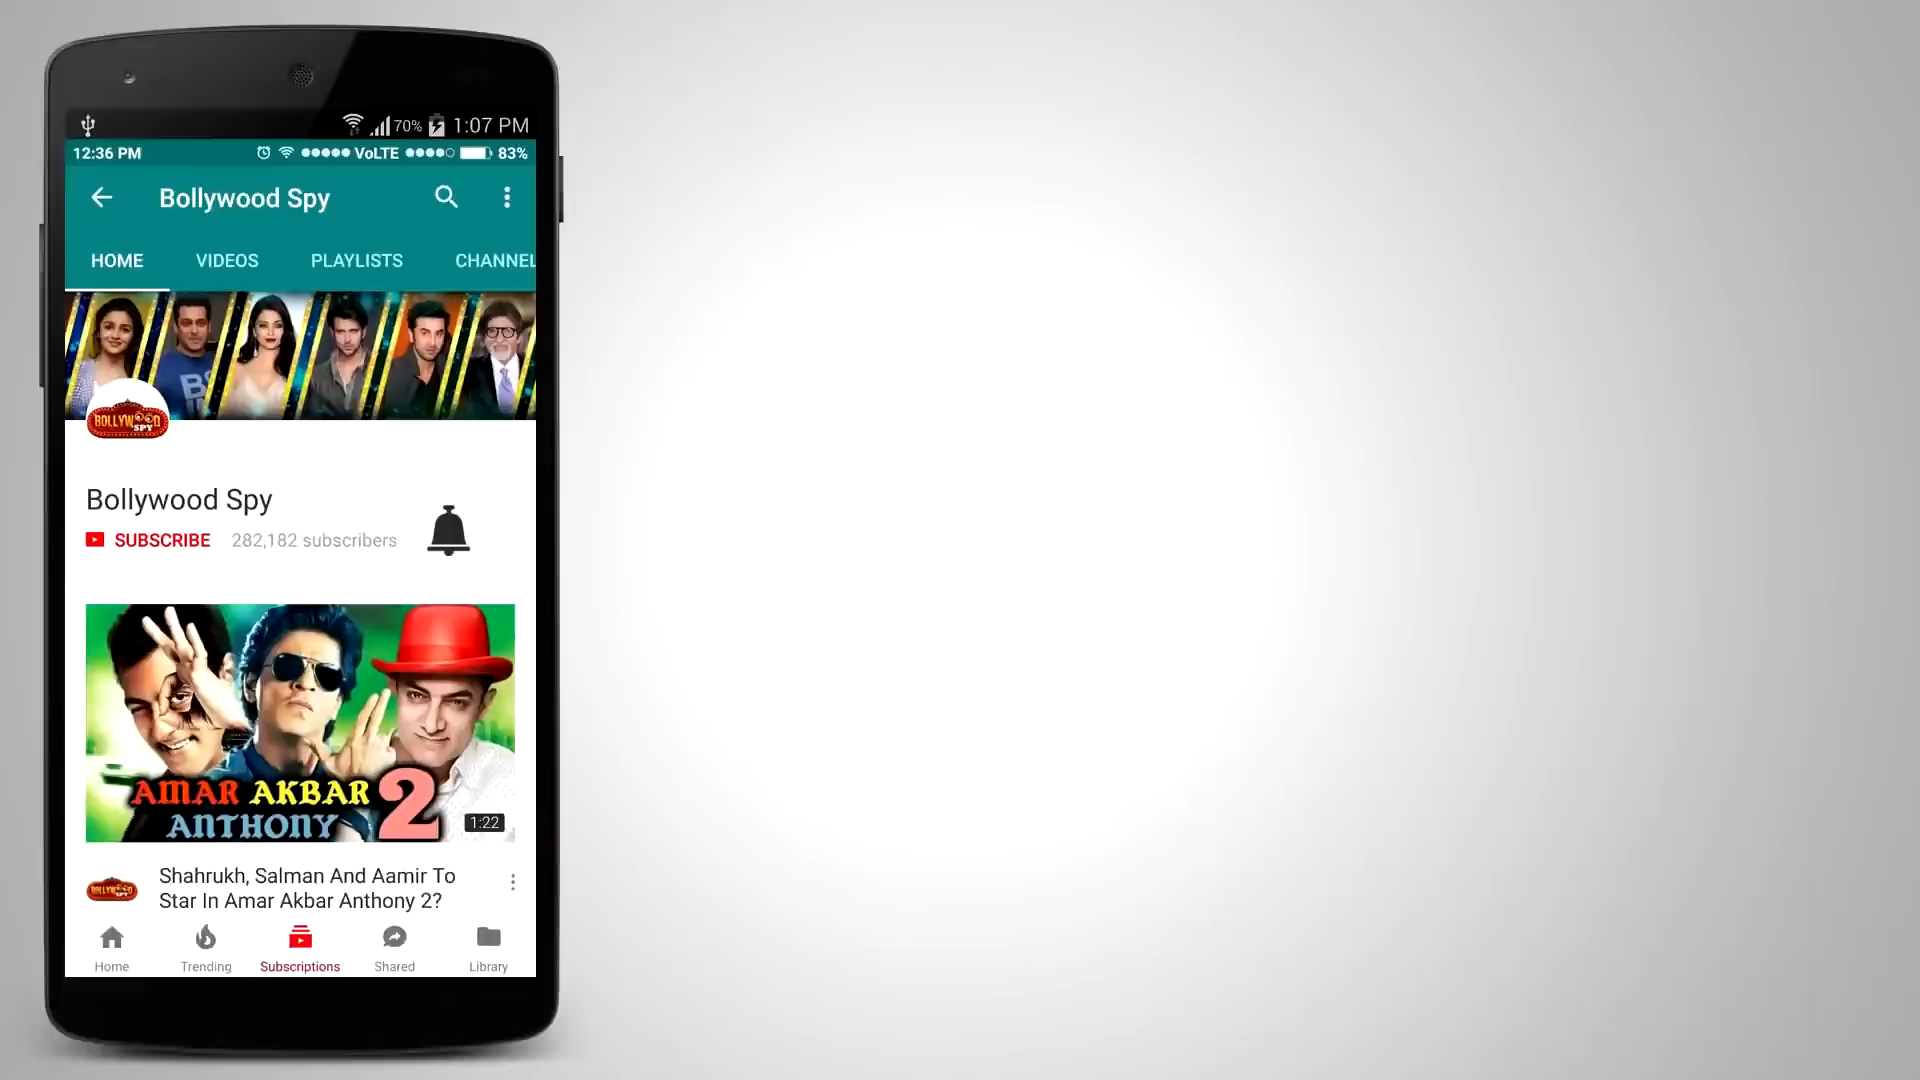 70% 1:07 PM
12:36 PM VoLTE 83%
Bollywood Spy
HOME VIDEOS PLAYLISTS CHANNEL
BOLLYWOOD
SPY
Bollywood Spy
SUBSCRIBE 282,182 subscribers
AMAR AKBAR
ANTHONY 2
1:22
Shahrukh, Salman And Aamir To
Star In Amar Akbar Anthony 2?
BOLLYWOOD
SPY
Home Trending Subscriptions Shared Library